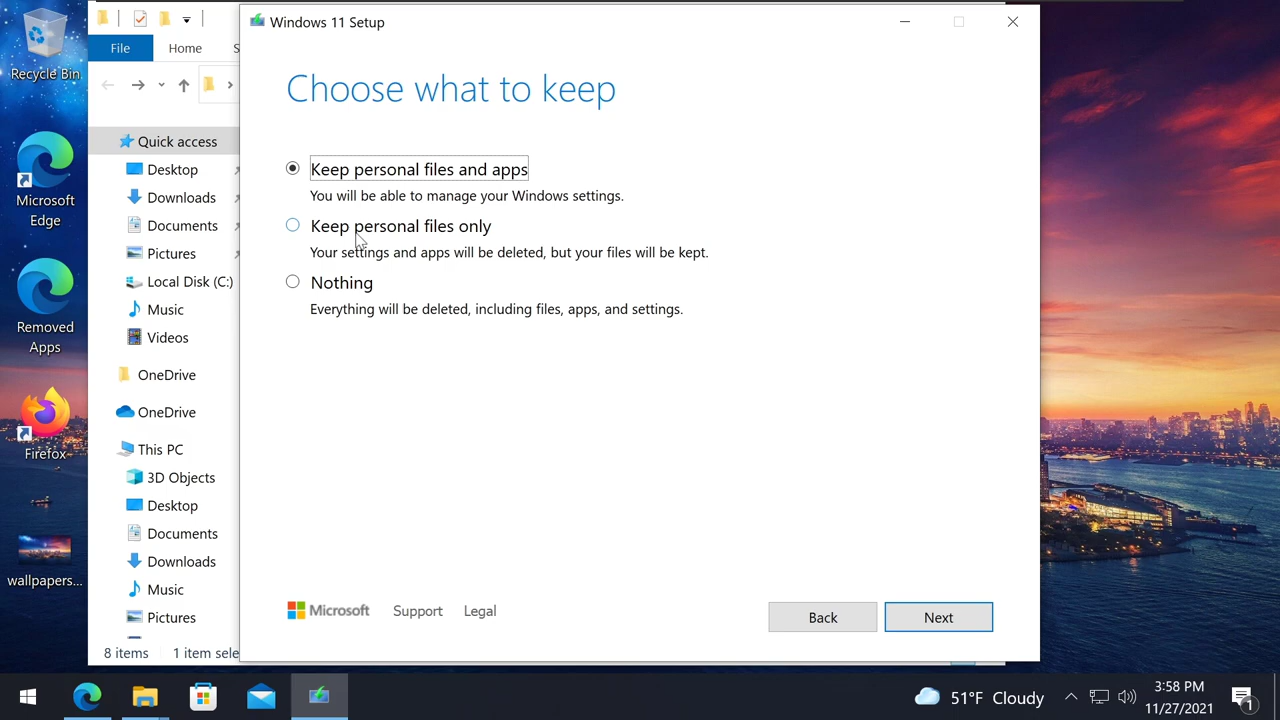 Recycle Bin
Microsoft
Edge
Removed
Apps
Firefox
wallpapers...
File
Home
S
Quick access
Desktop
Downloads
Documents
Pictures
Local Disk (C:)
Music
Videos
OneDrive
OneDrive
This PC
3D Objects
Desktop
Documents
Downloads
Music
Pictures
8 items 1 item sele
Windows 11 Setup
Choose what to keep
Keep personal files and apps
You will be able to manage your Windows settings.
Keep personal files only
Your settings and apps will be deleted, but your files will be kept.
Nothing
Everything will be deleted, including files, apps, and settings.
Microsoft Support Legal
Back Next
51°F Cloudy
3:58 PM
11/27/2021
1